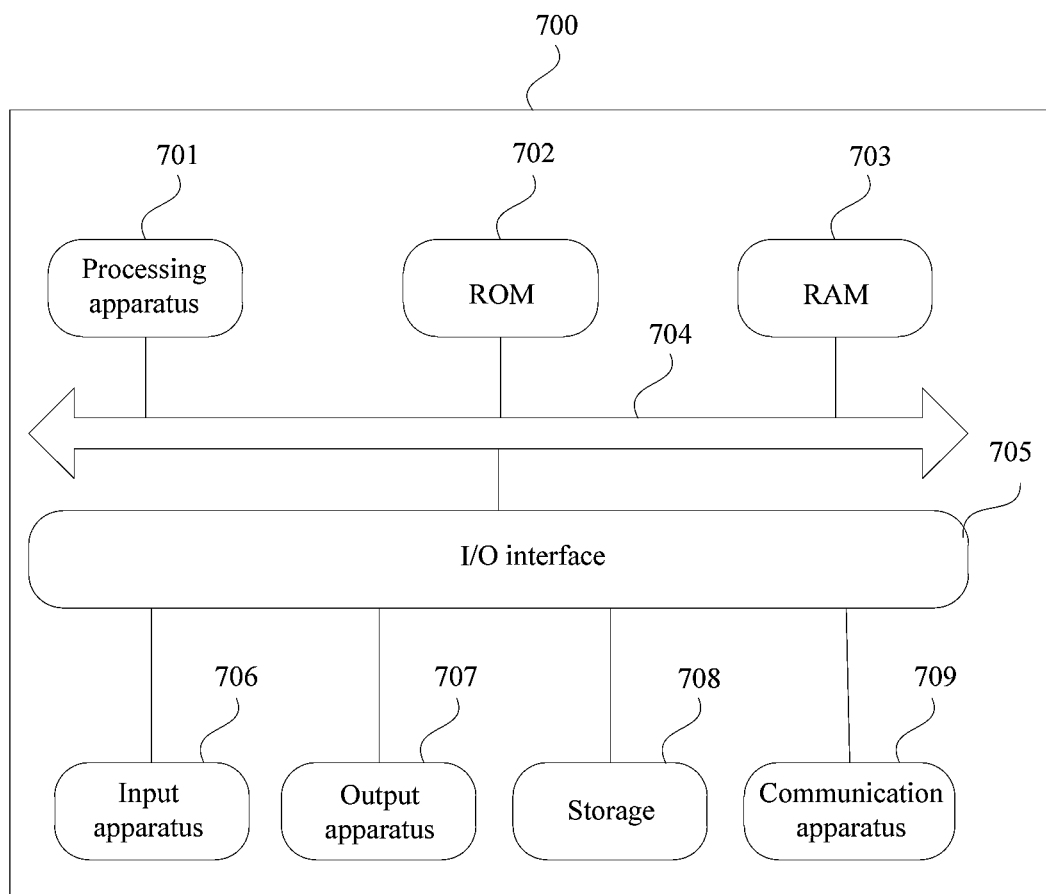 700
701
702
703
Processing
apparatus
ROM
RAM
704
705
I/O interface
706
707
708
709
Input
apparatus
Output
apparatus
Storage
Communication
apparatus